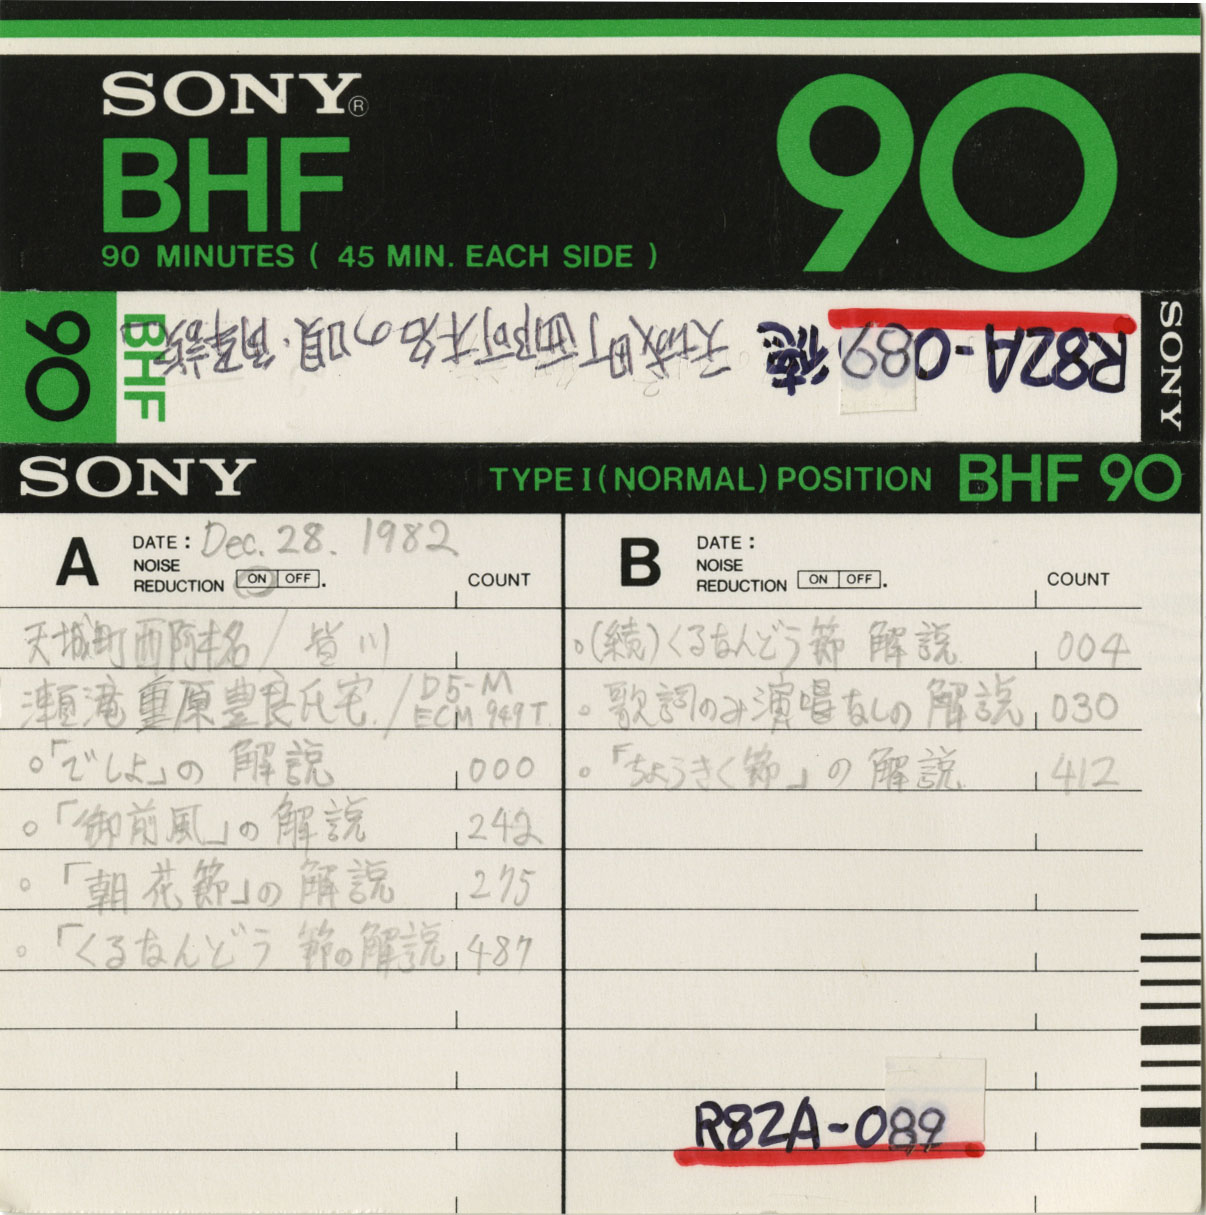 SONY®
BHF
90
90 MINUTES ( 45 MIN. EACH SIDE )
90
BHF
R82A-089 徳 天城町西阿木名の唄・解説
SONY
SONY
TYPE I (NORMAL) POSITION BHF 90
A
DATE : Dec. 28. 1982
NOISE
REDUCTION ON OFF .
COUNT
天城町西阿木名 / 皆川
瀬滝 重原豊良氏宅 / D5-M
ECM 949T.
○「でしよ」の 解説 000
○「御前風」の解説 242
○「朝花節」の解説 275
○「くるなんどう 節の解説 487
B
DATE :
NOISE
REDUCTION ON OFF .
COUNT
○(続)くるなんどう節 解説 004
○ 歌詞のみ演唱なしの 解説 030
○「ちょうきく節」の 解説 412
R82A-089